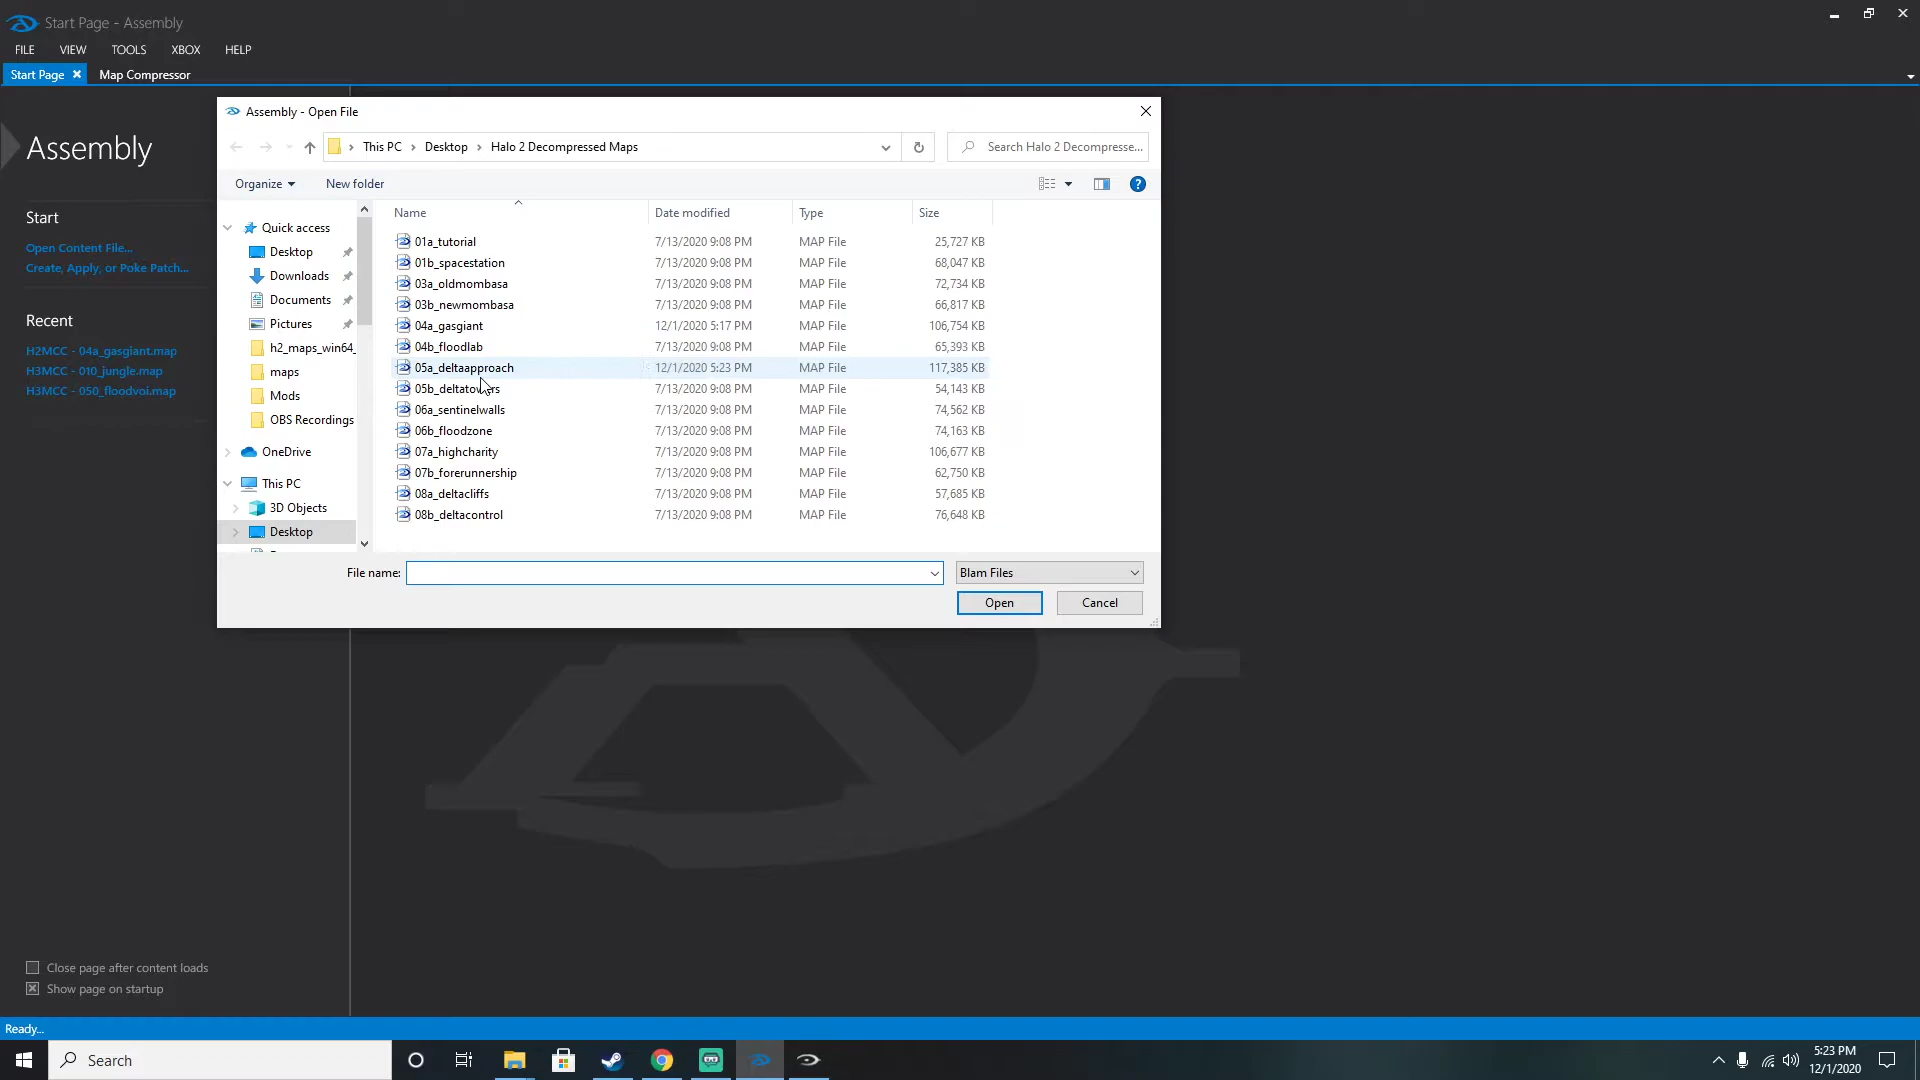 Start Page - Assembly
FILE VIEW TOOLS XBOX HELP
Start Page Map Compressor
Assembly
Start
Open Content File...
Create, Apply, or Poke Patch...
Recent
H2MCC - 04a_gasgiant.map
H3MCC - 010_jungle.map
H3MCC - 050_floodvoi.map
Close page after content loads
Show page on startup
Assembly - Open File
This PC Desktop Halo 2 Decompressed Maps
Search Halo 2 Decompresse...
Organize New folder
Quick access
Desktop
Downloads
Documents
Pictures
h2_maps_win64_
maps
Mods
OBS Recordings
OneDrive
This PC
3D Objects
Desktop
Name Date modified Type Size
01a_tutorial 7/13/2020 9:08 PM MAP File 25,727 KB
01b_spacestation 7/13/2020 9:08 PM MAP File 68,047 KB
03a_oldmombasa 7/13/2020 9:08 PM MAP File 72,734 KB
03b_newmombasa 7/13/2020 9:08 PM MAP File 66,817 KB
04a_gasgiant 12/1/2020 5:17 PM MAP File 106,754 KB
04b_floodlab 7/13/2020 9:08 PM MAP File 65,393 KB
05a_deltaapproach 12/1/2020 5:23 PM MAP File 117,385 KB
05b_deltatowers 7/13/2020 9:08 PM MAP File 54,143 KB
06a_sentinelwalls 7/13/2020 9:08 PM MAP File 74,562 KB
06b_floodzone 7/13/2020 9:08 PM MAP File 74,163 KB
07a_highcharity 7/13/2020 9:08 PM MAP File 106,677 KB
07b_forerunnership 7/13/2020 9:08 PM MAP File 62,750 KB
08a_deltacliffs 7/13/2020 9:08 PM MAP File 57,685 KB
08b_deltacontrol 7/13/2020 9:08 PM MAP File 76,648 KB
File name: Blam Files
Open Cancel
Ready...
Search
5:23 PM
12/1/2020